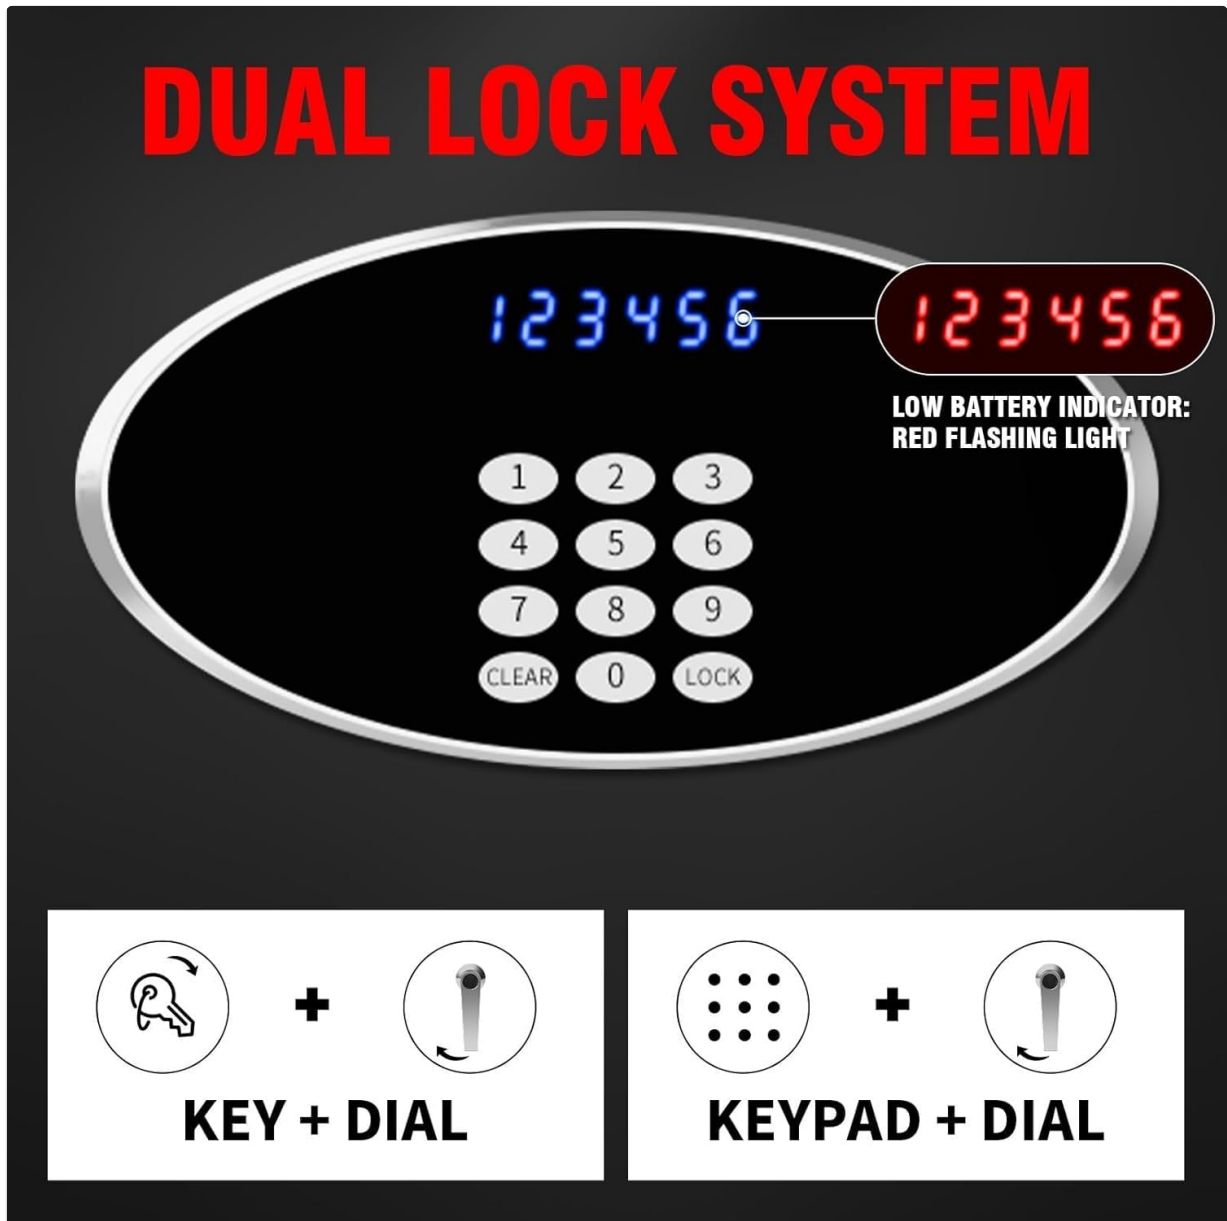 DUAL LOCK SYSTEM
123456
123456
LOW BATTERY INDICATOR:
RED FLASHING LIGHT
1 2 3
4 5 6
7 8 9
CLEAR 0 LOCK
KEY + DIAL
KEYPAD + DIAL